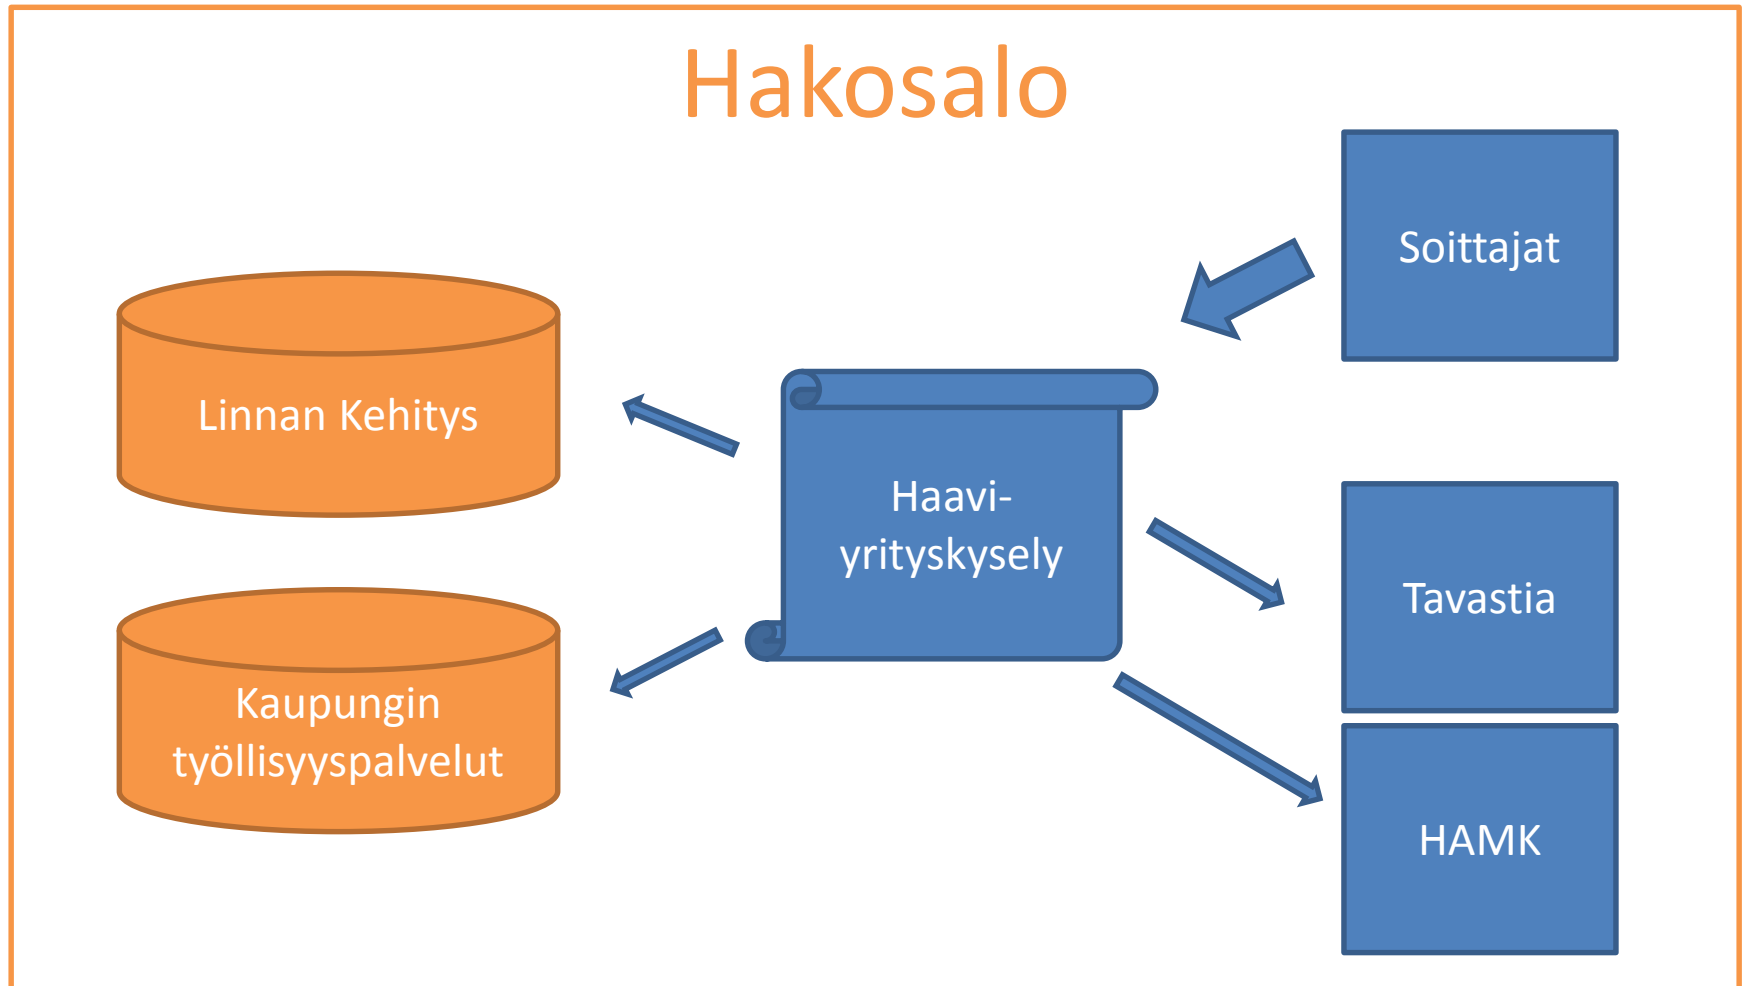 Hakosalo
Soittajat
Linnan Kehitys
Haavi-
yrityskysely
Tavastia
Kaupungin
työllisyyspalvelut
HAMK